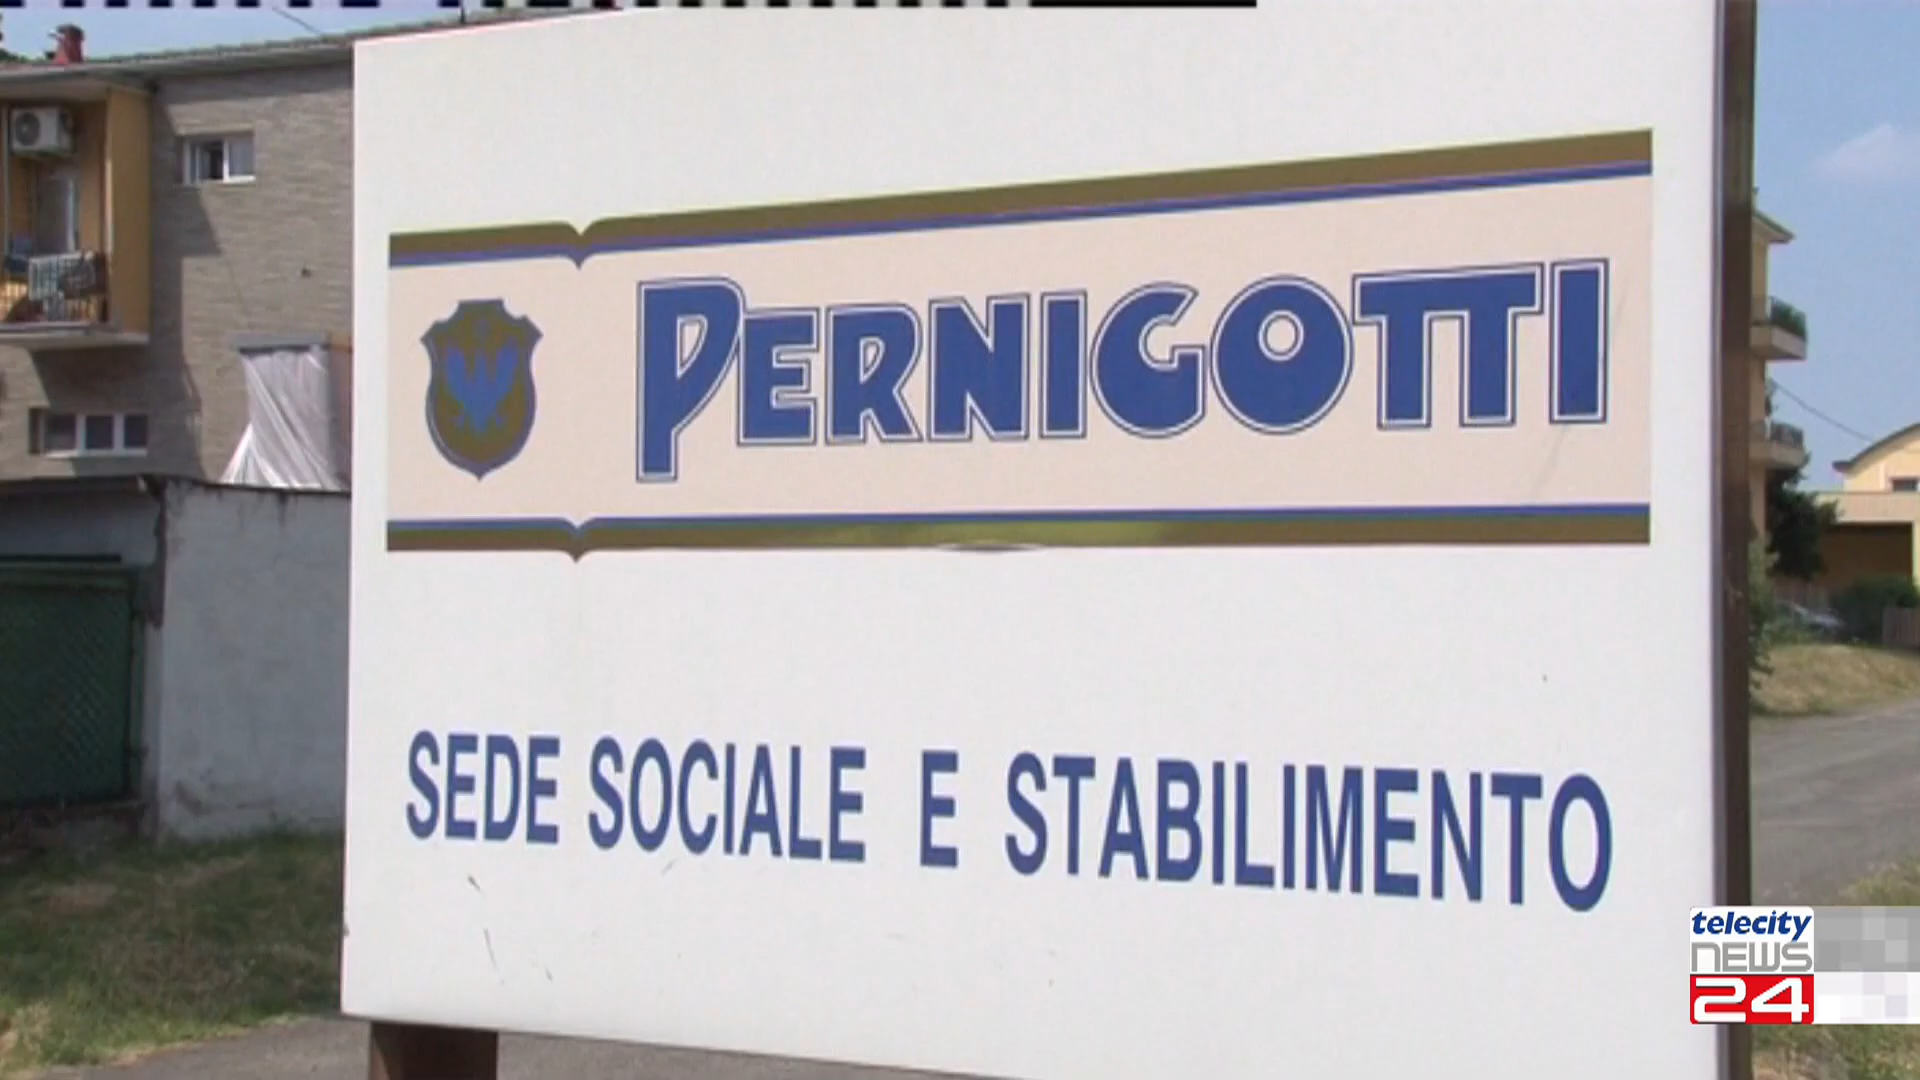 PERNIGOTTI
SEDE SOCIALE E STABILIMENTO
telecity
NEWS
24